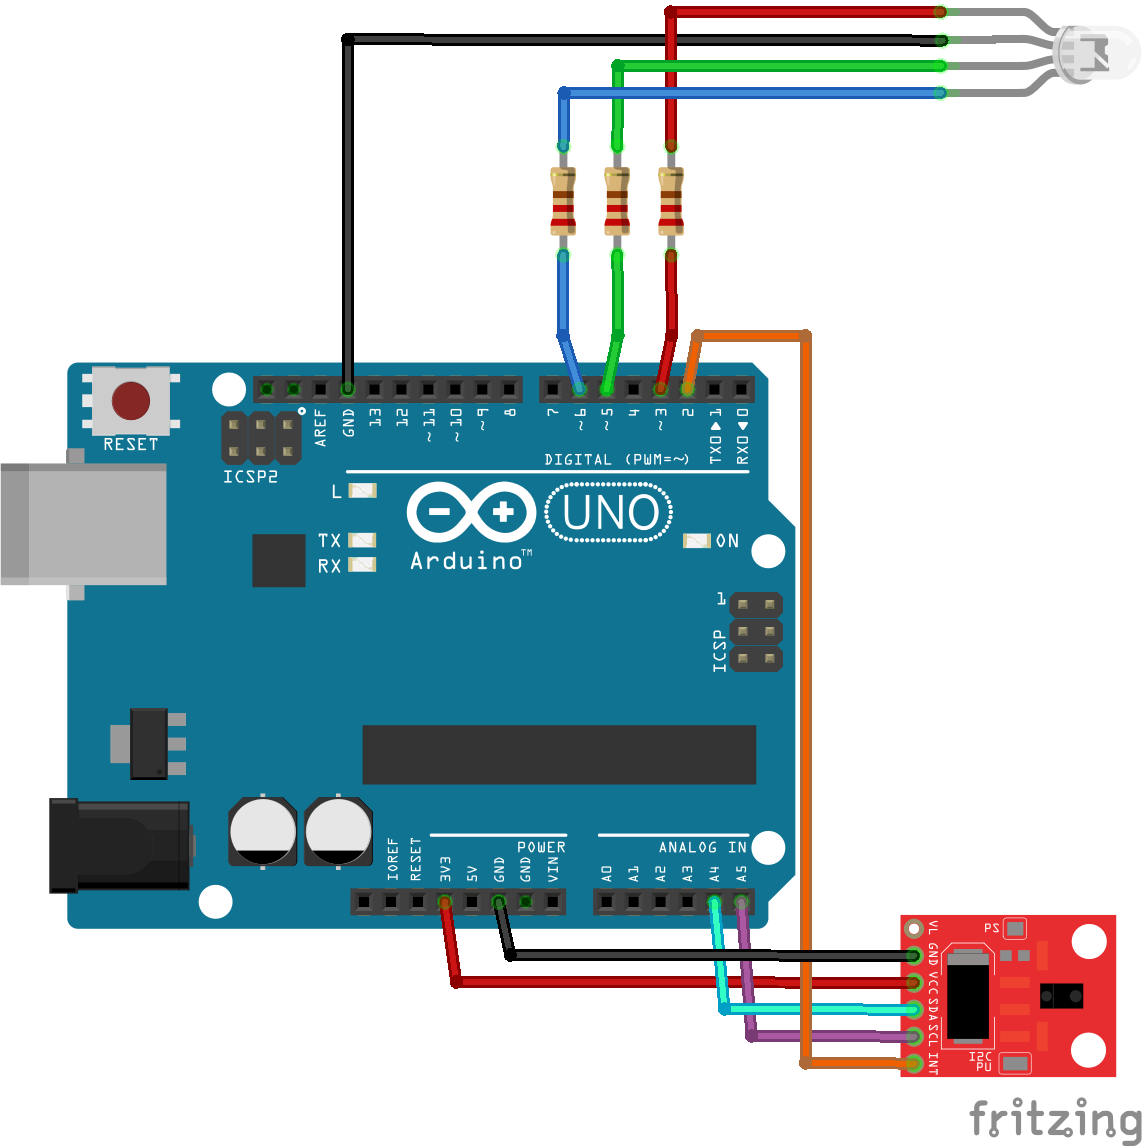 RESET
ICSP2
AREF
GND
13
12
~11
~10
~9
8
7
~6
~5
4
~3
2
TX0▶1
RX0◀0
DIGITAL (PWM=~)
L
TX
RX
Arduino™
UNO
ON
1
ICSP
IOREF
RESET
3V3
5V
GND
GND
VIN
POWER
A0
A1
A2
A3
A4
A5
ANALOG IN
VL
GND
VCC
SDA
SCL
INT
PS
I2C
PU
fritzing